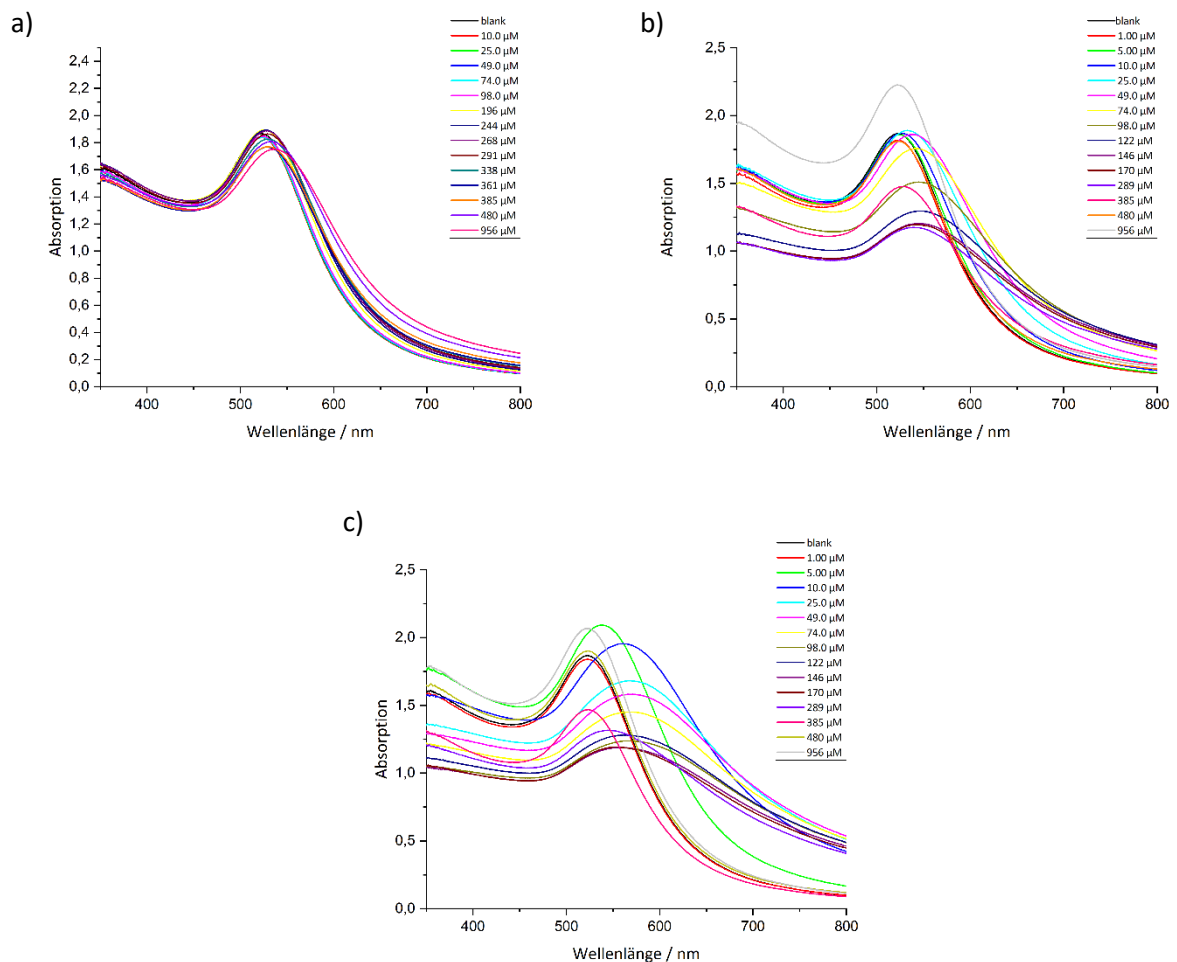 a)
blank
10.0 µM
25.0 µM
49.0 µM
74.0 µM
98.0 µM
196 µM
244 µM
268 µM
291 µM
338 µM
361 µM
385 µM
480 µM
956 µM
2,4
2,2
2,0
1,8
1,6
1,4
1,2
1,0
0,8
0,6
0,4
0,2
0,0
Absorption
400 500 600 700 800
Wellenlänge / nm
b)
blank
1.00 µM
5.00 µM
10.0 µM
25.0 µM
49.0 µM
74.0 µM
98.0 µM
122 µM
146 µM
170 µM
289 µM
385 µM
480 µM
956 µM
2,5
2,0
1,5
1,0
0,5
0,0
Absorption
400 500 600 700 800
Wellenlänge / nm
c)
blank
1.00 µM
5.00 µM
10.0 µM
25.0 µM
49.0 µM
74.0 µM
98.0 µM
122 µM
146 µM
170 µM
289 µM
385 µM
480 µM
956 µM
2,5
2,0
1,5
1,0
0,5
0,0
Absorption
400 500 600 700 800
Wellenlänge / nm